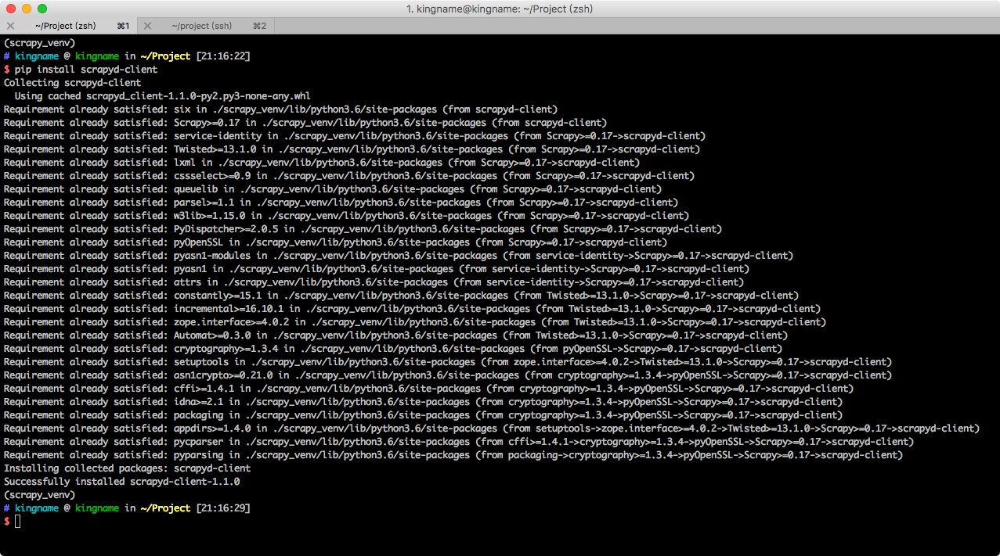 1. kingname@kingname: ~/Project (zsh)
~/Project (zsh) ⌘1 ~/project (ssh) ⌘2
(scrapy_venv)
# kingname @ kingname in ~/Project [21:16:22]
$ pip install scrapyd-client
Collecting scrapyd-client
  Using cached scrapyd_client-1.1.0-py2.py3-none-any.whl
Requirement already satisfied: six in ./scrapy_venv/lib/python3.6/site-packages (from scrapyd-client)
Requirement already satisfied: Scrapy>=0.17 in ./scrapy_venv/lib/python3.6/site-packages (from scrapyd-client)
Requirement already satisfied: service-identity in ./scrapy_venv/lib/python3.6/site-packages (from Scrapy>=0.17->scrapyd-client)
Requirement already satisfied: Twisted>=13.1.0 in ./scrapy_venv/lib/python3.6/site-packages (from Scrapy>=0.17->scrapyd-client)
Requirement already satisfied: lxml in ./scrapy_venv/lib/python3.6/site-packages (from Scrapy>=0.17->scrapyd-client)
Requirement already satisfied: cssselect>=0.9 in ./scrapy_venv/lib/python3.6/site-packages (from Scrapy>=0.17->scrapyd-client)
Requirement already satisfied: queuelib in ./scrapy_venv/lib/python3.6/site-packages (from Scrapy>=0.17->scrapyd-client)
Requirement already satisfied: parsel>=1.1 in ./scrapy_venv/lib/python3.6/site-packages (from Scrapy>=0.17->scrapyd-client)
Requirement already satisfied: w3lib>=1.15.0 in ./scrapy_venv/lib/python3.6/site-packages (from Scrapy>=0.17->scrapyd-client)
Requirement already satisfied: PyDispatcher>=2.0.5 in ./scrapy_venv/lib/python3.6/site-packages (from Scrapy>=0.17->scrapyd-client)
Requirement already satisfied: pyOpenSSL in ./scrapy_venv/lib/python3.6/site-packages (from Scrapy>=0.17->scrapyd-client)
Requirement already satisfied: pyasn1-modules in ./scrapy_venv/lib/python3.6/site-packages (from service-identity->Scrapy>=0.17->scrapyd-client)
Requirement already satisfied: pyasn1 in ./scrapy_venv/lib/python3.6/site-packages (from service-identity->Scrapy>=0.17->scrapyd-client)
Requirement already satisfied: attrs in ./scrapy_venv/lib/python3.6/site-packages (from service-identity->Scrapy>=0.17->scrapyd-client)
Requirement already satisfied: constantly>=15.1 in ./scrapy_venv/lib/python3.6/site-packages (from Twisted>=13.1.0->Scrapy>=0.17->scrapyd-client)
Requirement already satisfied: incremental>=16.10.1 in ./scrapy_venv/lib/python3.6/site-packages (from Twisted>=13.1.0->Scrapy>=0.17->scrapyd-client)
Requirement already satisfied: zope.interface>=4.0.2 in ./scrapy_venv/lib/python3.6/site-packages (from Twisted>=13.1.0->Scrapy>=0.17->scrapyd-client)
Requirement already satisfied: Automat>=0.3.0 in ./scrapy_venv/lib/python3.6/site-packages (from Twisted>=13.1.0->Scrapy>=0.17->scrapyd-client)
Requirement already satisfied: cryptography>=1.3.4 in ./scrapy_venv/lib/python3.6/site-packages (from pyOpenSSL->Scrapy>=0.17->scrapyd-client)
Requirement already satisfied: setuptools in ./scrapy_venv/lib/python3.6/site-packages (from zope.interface>=4.0.2->Twisted>=13.1.0->Scrapy>=0.17->scrapyd-client)
Requirement already satisfied: asn1crypto>=0.21.0 in ./scrapy_venv/lib/python3.6/site-packages (from cryptography>=1.3.4->pyOpenSSL->Scrapy>=0.17->scrapyd-client)
Requirement already satisfied: cffi>=1.4.1 in ./scrapy_venv/lib/python3.6/site-packages (from cryptography>=1.3.4->pyOpenSSL->Scrapy>=0.17->scrapyd-client)
Requirement already satisfied: idna>=2.1 in ./scrapy_venv/lib/python3.6/site-packages (from cryptography>=1.3.4->pyOpenSSL->Scrapy>=0.17->scrapyd-client)
Requirement already satisfied: packaging in ./scrapy_venv/lib/python3.6/site-packages (from cryptography>=1.3.4->pyOpenSSL->Scrapy>=0.17->scrapyd-client)
Requirement already satisfied: appdirs>=1.4.0 in ./scrapy_venv/lib/python3.6/site-packages (from setuptools->zope.interface>=4.0.2->Twisted>=13.1.0->Scrapy>=0.17->scrapyd-client)
Requirement already satisfied: pycparser in ./scrapy_venv/lib/python3.6/site-packages (from cffi>=1.4.1->cryptography>=1.3.4->pyOpenSSL->Scrapy>=0.17->scrapyd-client)
Requirement already satisfied: pyparsing in ./scrapy_venv/lib/python3.6/site-packages (from packaging->cryptography>=1.3.4->pyOpenSSL->Scrapy>=0.17->scrapyd-client)
Installing collected packages: scrapyd-client
Successfully installed scrapyd-client-1.1.0
(scrapy_venv)
# kingname @ kingname in ~/Project [21:16:29]
$